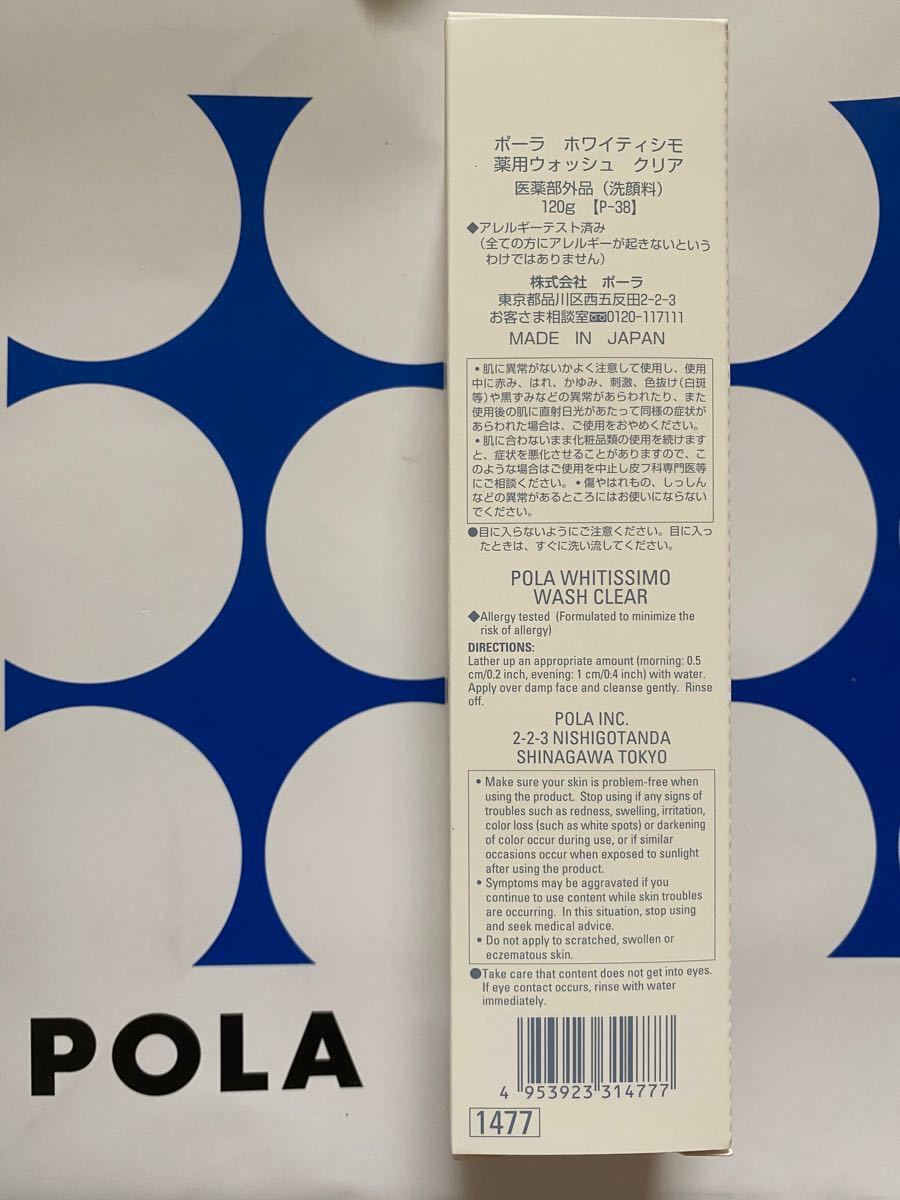 ポーラ ホワイティシモ
薬用ウォッシュ クリア
医薬部外品(洗顔料)
120g 【P-38】
◆アレルギーテスト済み
(全ての方にアレルギーが起きないという
わけではありません)
株式会社 ポーラ
東京都品川区西五反田2-2-3
お客さま相談室0120-117111
MADE IN JAPAN
・肌に異常がないかよく注意して使用し、使用
中に赤み、はれ、かゆみ、刺激、色抜け(白斑
等)や黒ずみなどの異常があらわれたり、また
使用後の肌に直射日光があたって同様の症状が
あらわれた場合は、ご使用をおやめください。
・肌に合わないまま化粧品類の使用を続けます
と、症状を悪化させることがありますので、こ
のような場合はご使用を中止し皮フ科専門医等
にご相談ください。・傷やはれもの、しっしん
などの異常があるところにはお使いにならない
でください。
●目に入らないようにご注意ください。目に入っ
たときは、すぐに洗い流してください。
POLA WHITISSIMO
WASH CLEAR
◆Allergy tested (Formulated to minimize the
risk of allergy)
DIRECTIONS:
Lather up an appropriate amount (morning: 0.5
cm/0.2 inch, evening: 1 cm/0.4 inch) with water.
Apply over damp face and cleanse gently. Rinse
off.
POLA INC.
2-2-3 NISHIGOTANDA
SHINAGAWA TOKYO
• Make sure your skin is problem-free when
using the product. Stop using if any signs of
troubles such as redness, swelling, irritation,
color loss (such as white spots) or darkening
of color occur during use, or if similar
occasions occur when exposed to sunlight
after using the product.
• Symptoms may be aggravated if you
continue to use content while skin troubles
are occurring. In this situation, stop using
and seek medical advice.
• Do not apply to scratched, swollen or
eczematous skin.
●Take care that content does not get into eyes.
If eye contact occurs, rinse with water
immediately.
4 953923 314777
1477
POLA